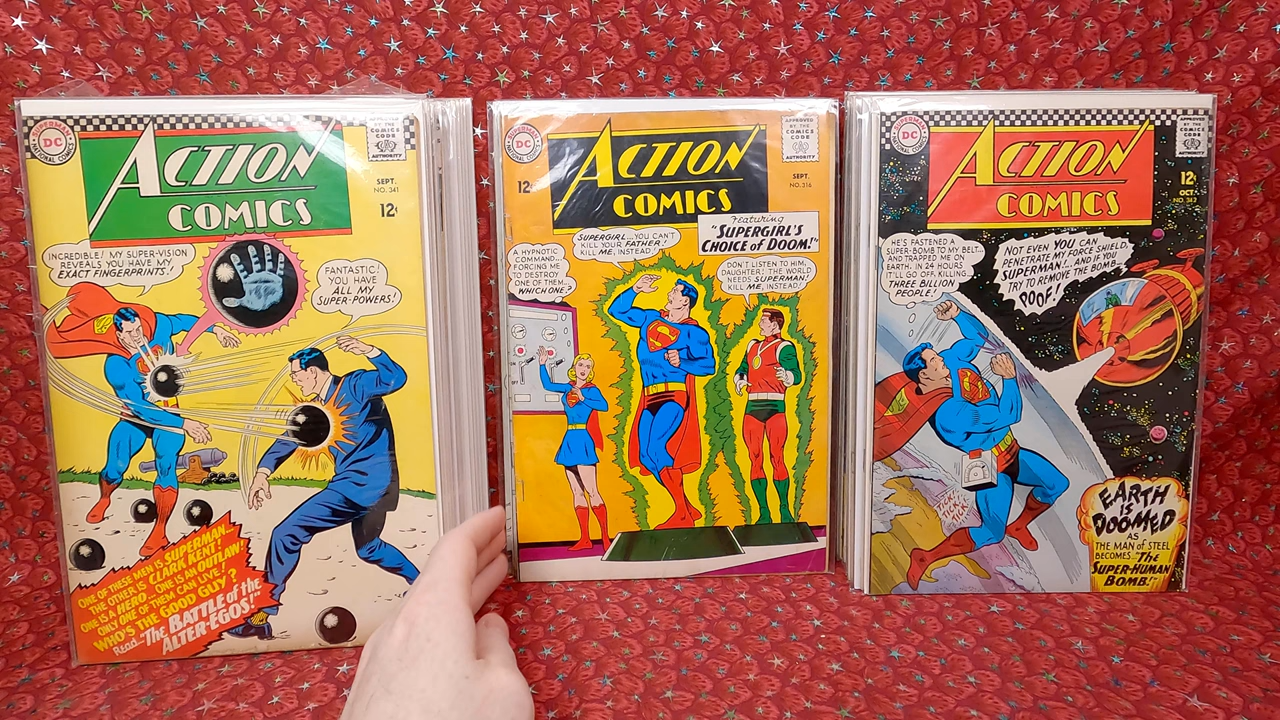 SUPERMAN
DC
NATIONAL COMICS
APPROVED
BY THE
COMICS
CODE
AUTHORITY
ACTION
COMICS
SEPT.
NO. 341
12¢
INCREDIBLE! MY SUPER-VISION
REVEALS YOU HAVE MY
EXACT FINGERPRINTS!
FANTASTIC!
YOU HAVE
ALL MY
SUPER-POWERS!
ONE OF THESE MEN IS SUPERMAN...
THE OTHER IS CLARK KENT!
ONE IS A HERO... ONE IS AN OUTLAW!
ONLY ONE OF THEM CAN LIVE!
WHO'S THE GOOD GUY?
Read "The BATTLE of the
ALTER-EGOS!"
SUPERMAN
DC
NATIONAL COMICS
APPROVED
BY THE
COMICS
CODE
AUTHORITY
ACTION
COMICS
12¢
SEPT.
NO. 316
Featuring
"SUPERGIRL'S
CHOICE of DOOM!"
SUPERGIRL...YOU CAN'T
KILL YOUR FATHER!
KILL ME, INSTEAD!
A HYPNOTIC
COMMAND...
FORCING ME
TO DESTROY
ONE OF THEM...
WHICH ONE?
DON'T LISTEN TO HIM,
DAUGHTER! THE WORLD
NEEDS SUPERMAN!
KILL ME, INSTEAD!
ON
OFF
SUPERMAN
DC
NATIONAL COMICS
APPROVED
BY THE
COMICS
CODE
AUTHORITY
ACTION
COMICS
12¢
OCT.
NO. 343
HE'S FASTENED A
SUPER-BOMB TO MY BELT...
AND TRAPPED ME ON
EARTH. IN 24 HOURS
IT'LL GO OFF, KILLING
THREE BILLION
PEOPLE!
NOT EVEN YOU CAN
PENETRATE MY FORCE SHIELD,
SUPERMAN!... AND IF YOU
TRY TO REMOVE THE BOMB--
POOF!
TICK
TICK
TICK
EARTH
IS
DOOMED
AS
THE MAN OF STEEL
BECOMES... "The
SUPER-HUMAN
BOMB!"